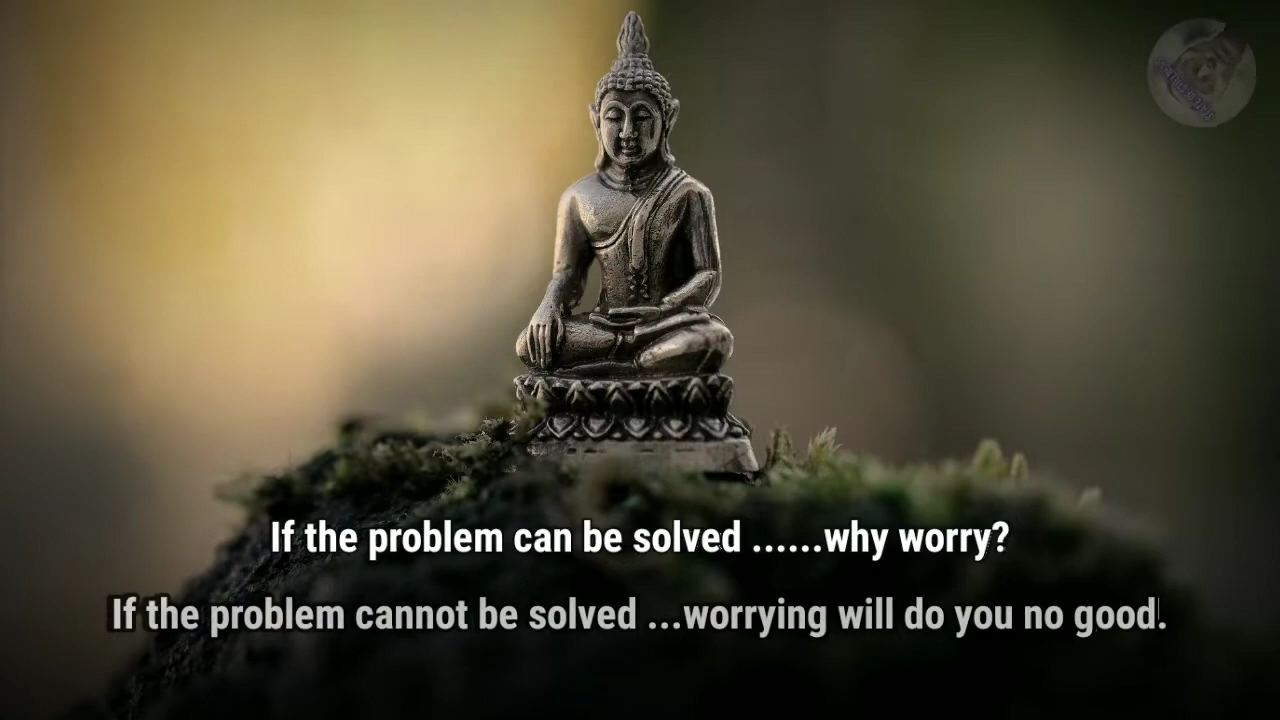 If the problem can be solved ......why worry?
If the problem cannot be solved ...worrying will do you no good.